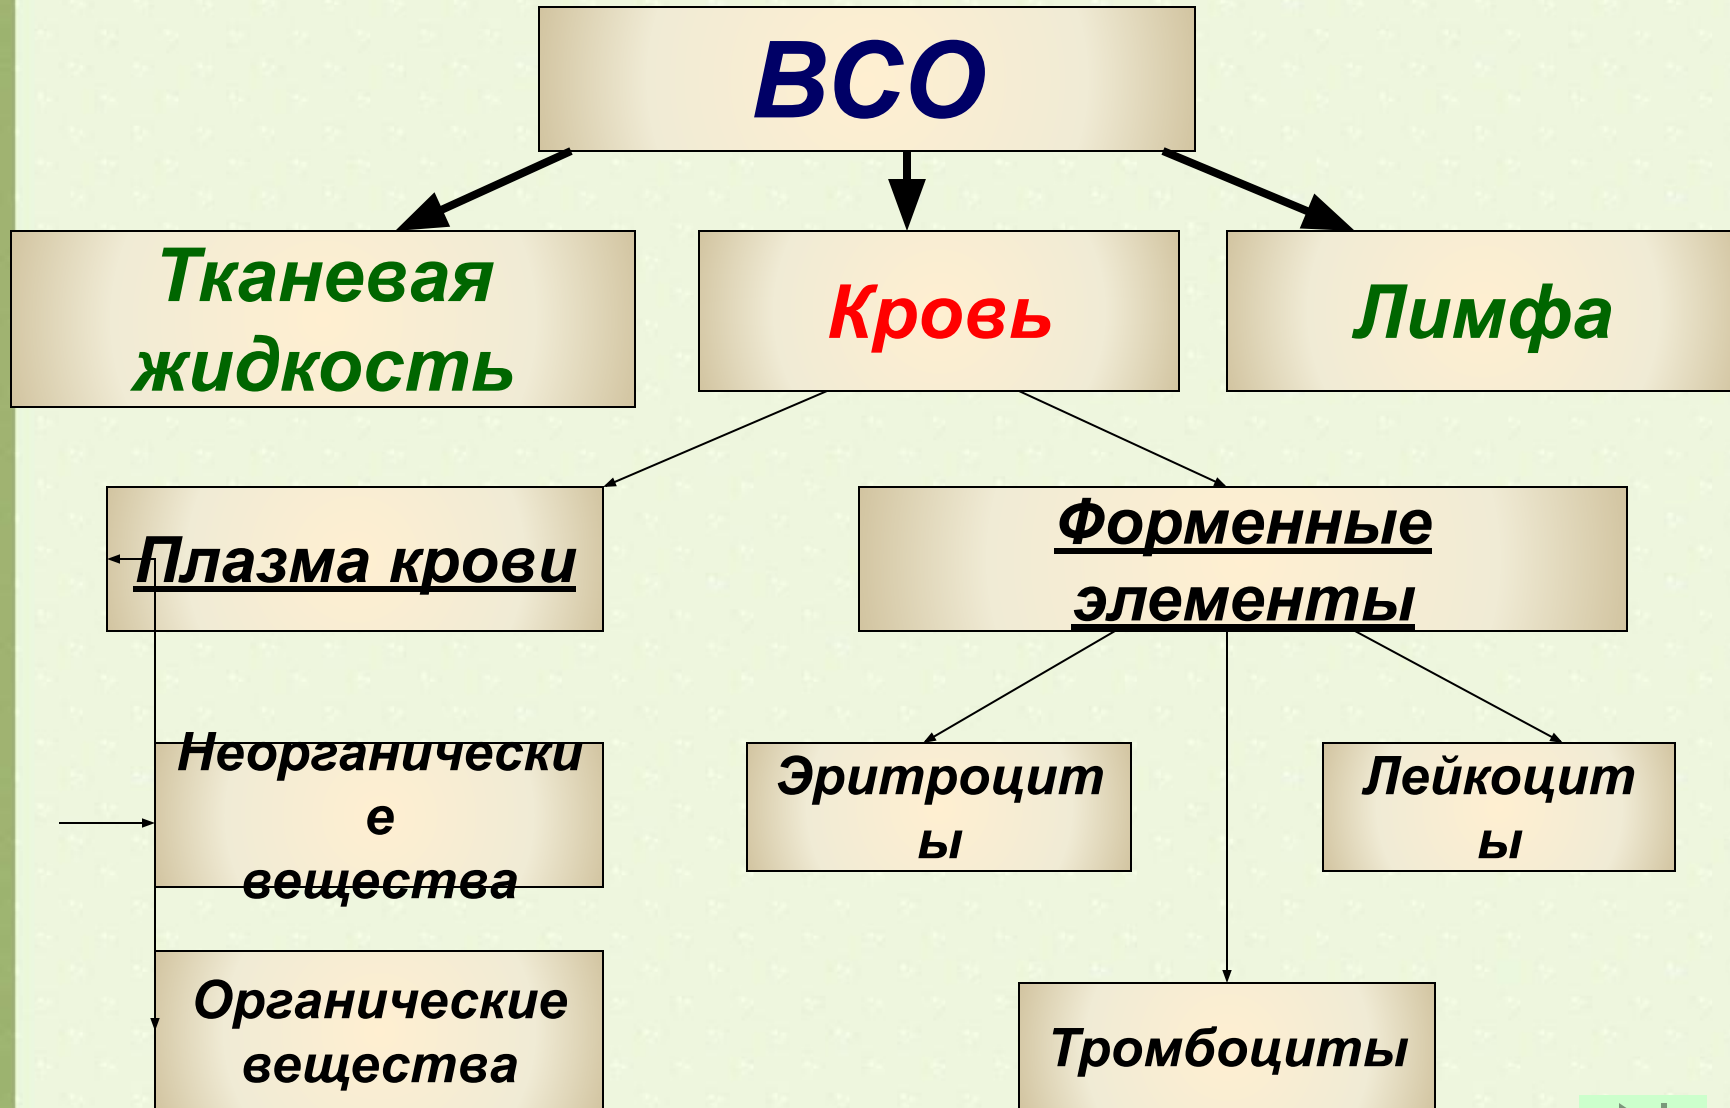 ВСО
Тканевая
жидкость
Кровь
Лимфа
Плазма крови
Форменные
элементы
Неорганически
е
вещества
Эритроцит
ы
Лейкоцит
ы
Органические
вещества
Тромбоциты